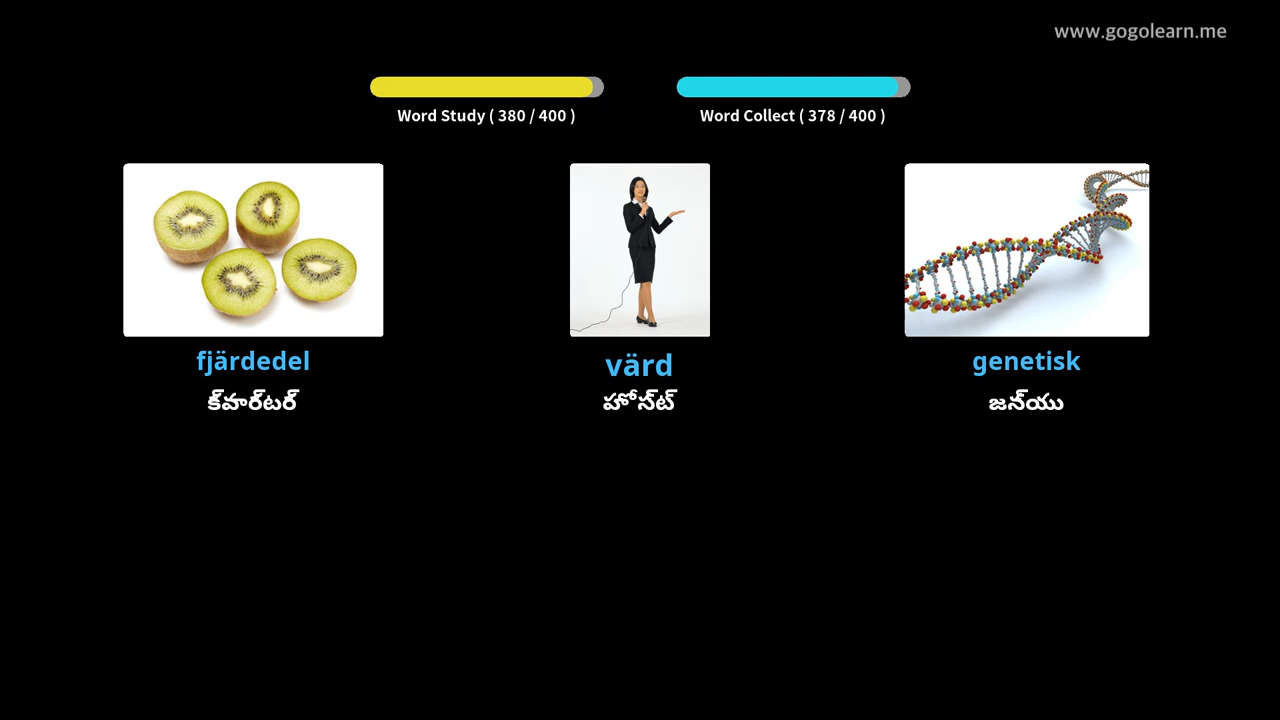 www.gogolearn.me
Word Study ( 380 / 400 )
Word Collect ( 378 / 400 )
fjärdedel
värd
genetisk
క్‌వార్‌టర్
హోస్‌ట్
జన్‌యు